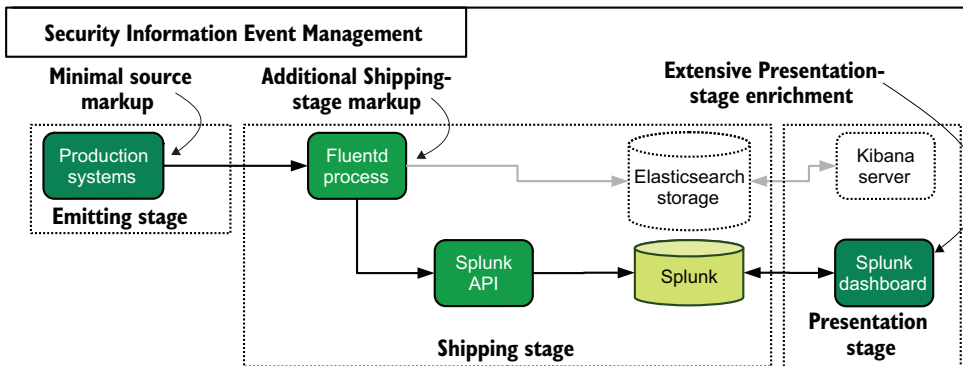 Security Information Event Management
Minimal source
markup
Additional Shipping-
stage markup
Extensive Presentation-
stage enrichment
Production
systems
Emitting stage
Fluentd
process
Elasticsearch
storage
Kibana
server
Splunk
API
Splunk
Splunk
dashboard
Shipping stage
Presentation
stage